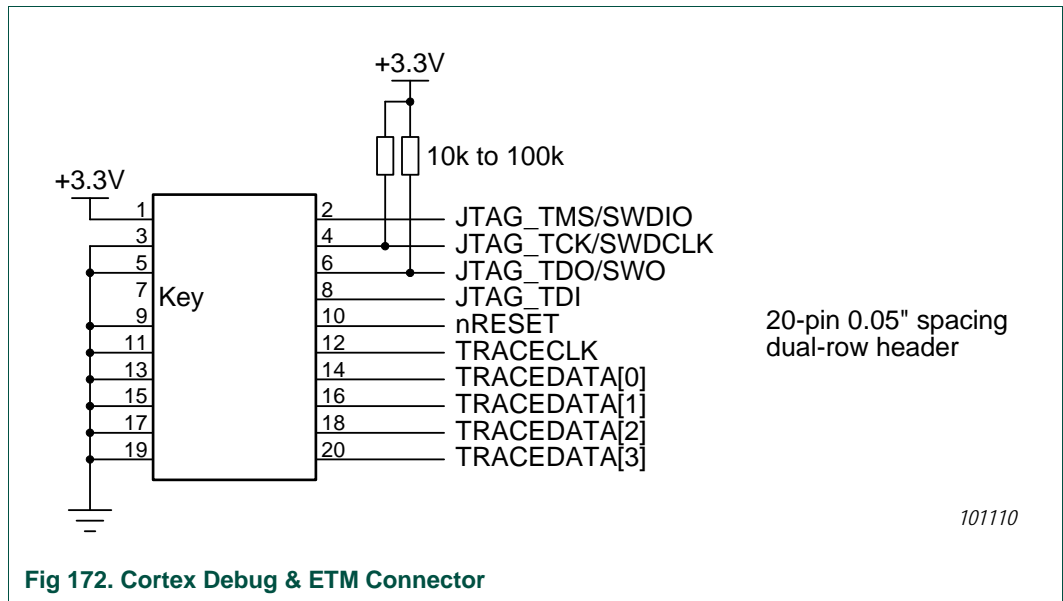 +3.3V
10k to 100k
+3.3V
1 2 JTAG_TMS/SWDIO
3 4 JTAG_TCK/SWDCLK
5 6 JTAG_TDO/SWO
7 Key 8 JTAG_TDI
9 10 nRESET
11 12 TRACECLK
13 14 TRACEDATA[0]
15 16 TRACEDATA[1]
17 18 TRACEDATA[2]
19 20 TRACEDATA[3]
20-pin 0.05" spacing
dual-row header
101110
Fig 172. Cortex Debug & ETM Connector